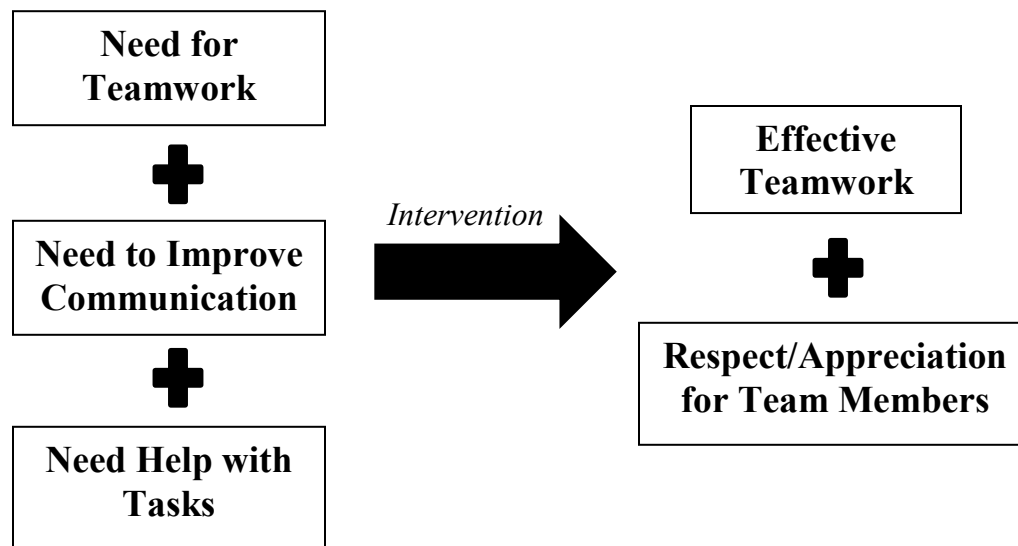 Need for
Teamwork
Need to Improve
Communication
Need Help with
Tasks
Intervention
Effective
Teamwork
Respect/Appreciation
for Team Members